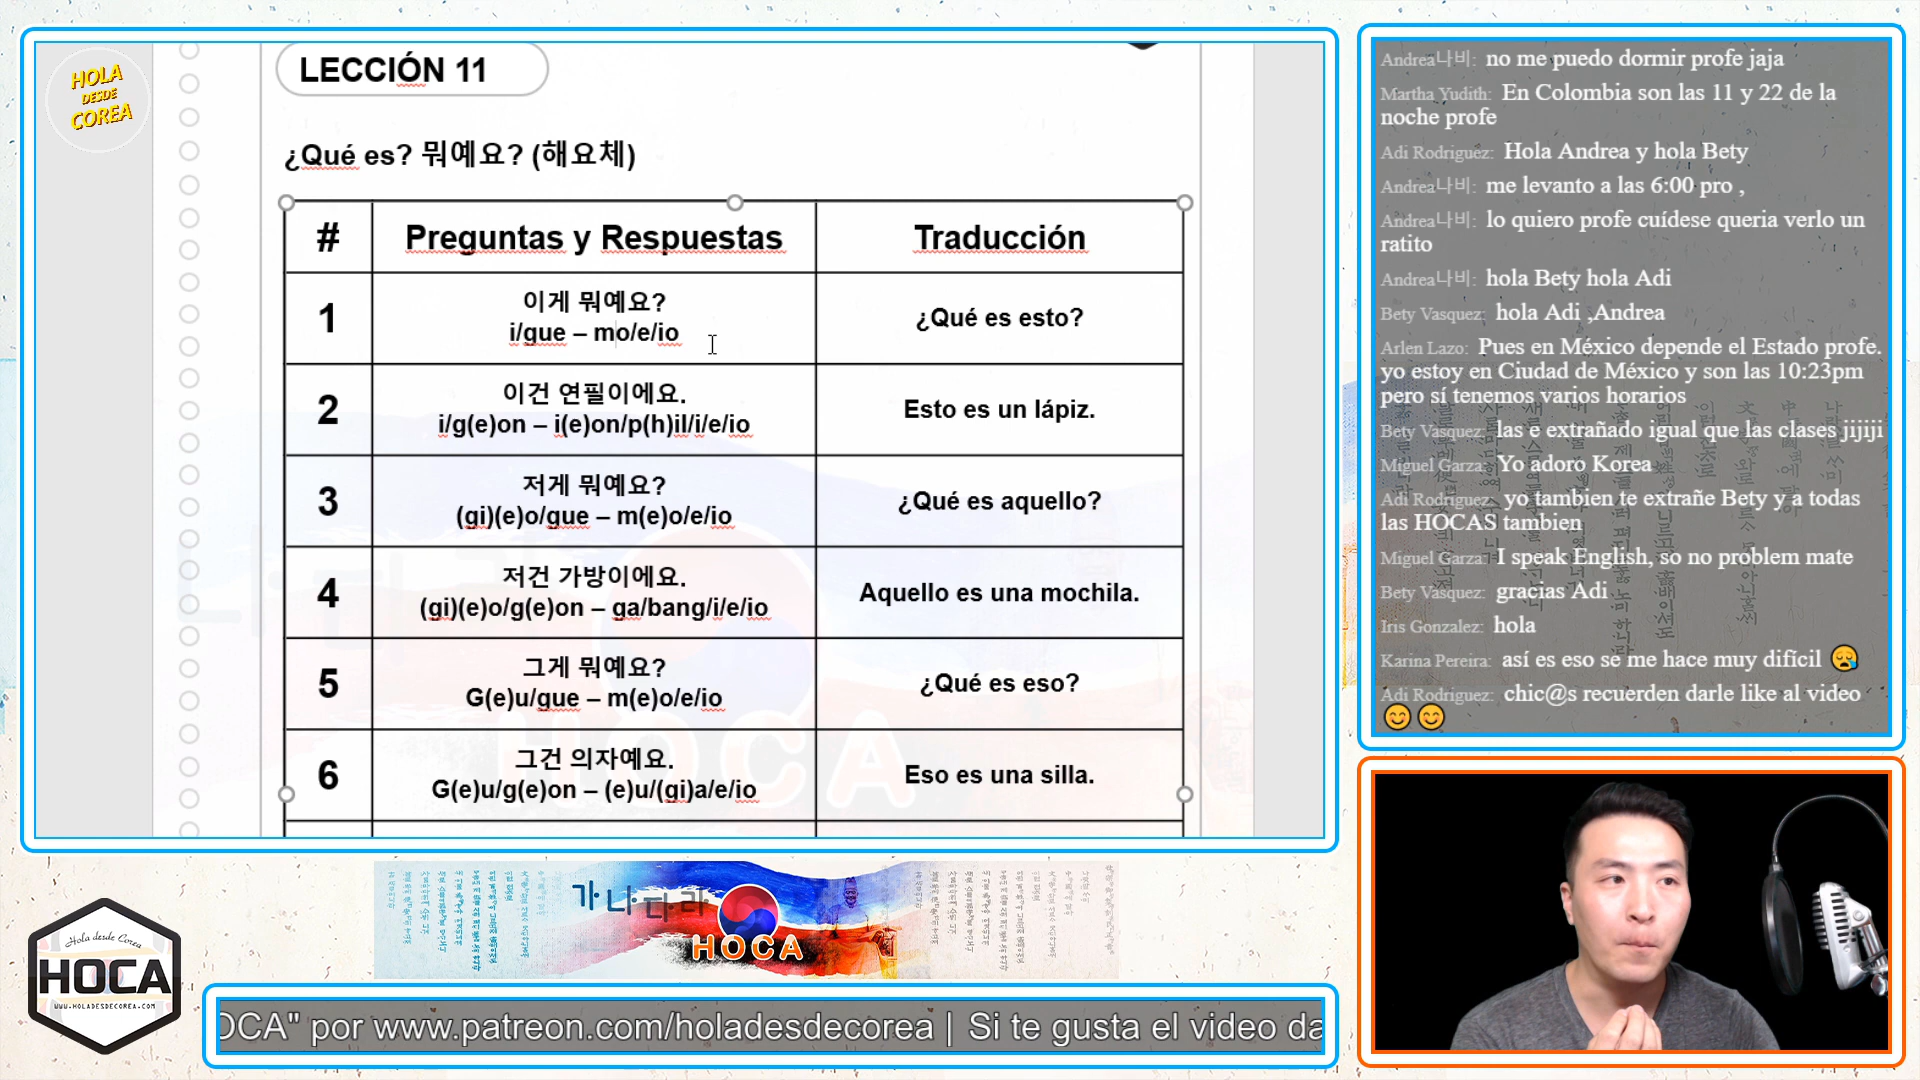 HOLA
DESDE
COREA
LECCIÓN 11
¿Qué es? 뭐예요? (해요체)
# Preguntas y Respuestas Traducción
1 이게 뭐예요? ¿Qué es esto?
i/gue – mo/e/io
2 이건 연필이에요. Esto es un lápiz.
i/g(e)on – i(e)on/p(h)il/i/e/io
3 저게 뭐예요? ¿Qué es aquello?
(gi)(e)o/gue – m(e)o/e/io
4 저건 가방이에요. Aquello es una mochila.
(gi)(e)o/g(e)on – ga/bang/i/e/io
5 그게 뭐예요? ¿Qué es eso?
G(e)u/gue – m(e)o/e/io
6 그건 의자예요. Eso es una silla.
G(e)u/g(e)on – (e)u/(gi)a/e/io
HOCA
Andrea나비: no me puedo dormir profe jaja
Martha Yudith: En Colombia son las 11 y 22 de la
noche profe
Adi Rodriguez: Hola Andrea y hola Bety
Andrea나비: me levanto a las 6:00 pro ,
Andrea나비: lo quiero profe cuídese queria verlo un
ratito
Andrea나비: hola Bety hola Adi
Bety Vasquez: hola Adi ,Andrea
Arlen Lazo: Pues en México depende el Estado profe.
yo estoy en Ciudad de México y son las 10:23pm
pero sí tenemos varios horarios
Bety Vasquez: las e extrañado igual que las clases jijiji
Miguel Garza: Yo adoro Korea
Adi Rodriguez: yo tambien te extrañe Bety y a todas
las HOCAS tambien
Miguel Garza: I speak English, so no problem mate
Bety Vasquez: gracias Adi
Iris Gonzalez: hola
Karina Pereira: así es eso se me hace muy difícil 😪
Adi Rodriguez: chic@s recuerden darle like al video
😊😊
가나다라
HOCA
Hola desde Corea
HOCA
WWW.HOLADESDECOREA.COM
OCA" por www.patreon.com/holadesdecorea | Si te gusta el video da